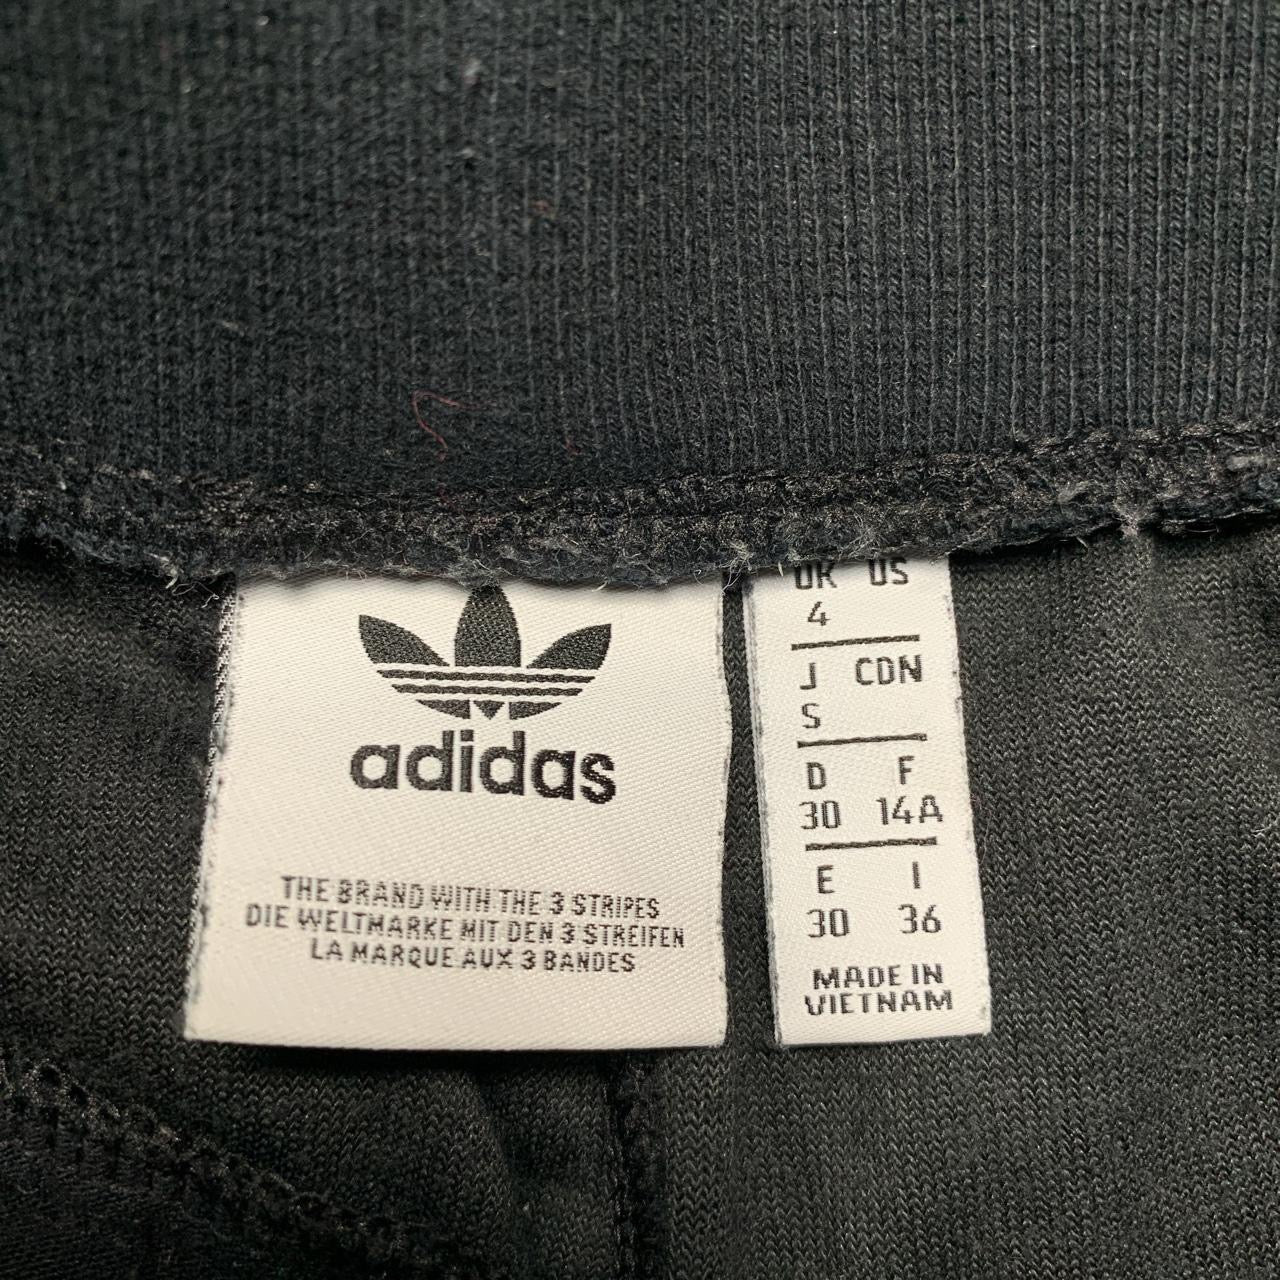 adidas
THE BRAND WITH THE 3 STRIPES
DIE WELTMARKE MIT DEN 3 STREIFEN
LA MARQUE AUX 3 BANDES
UK US
4
J CDN
S
D F
30 14A
E I
30 36
MADE IN
VIETNAM